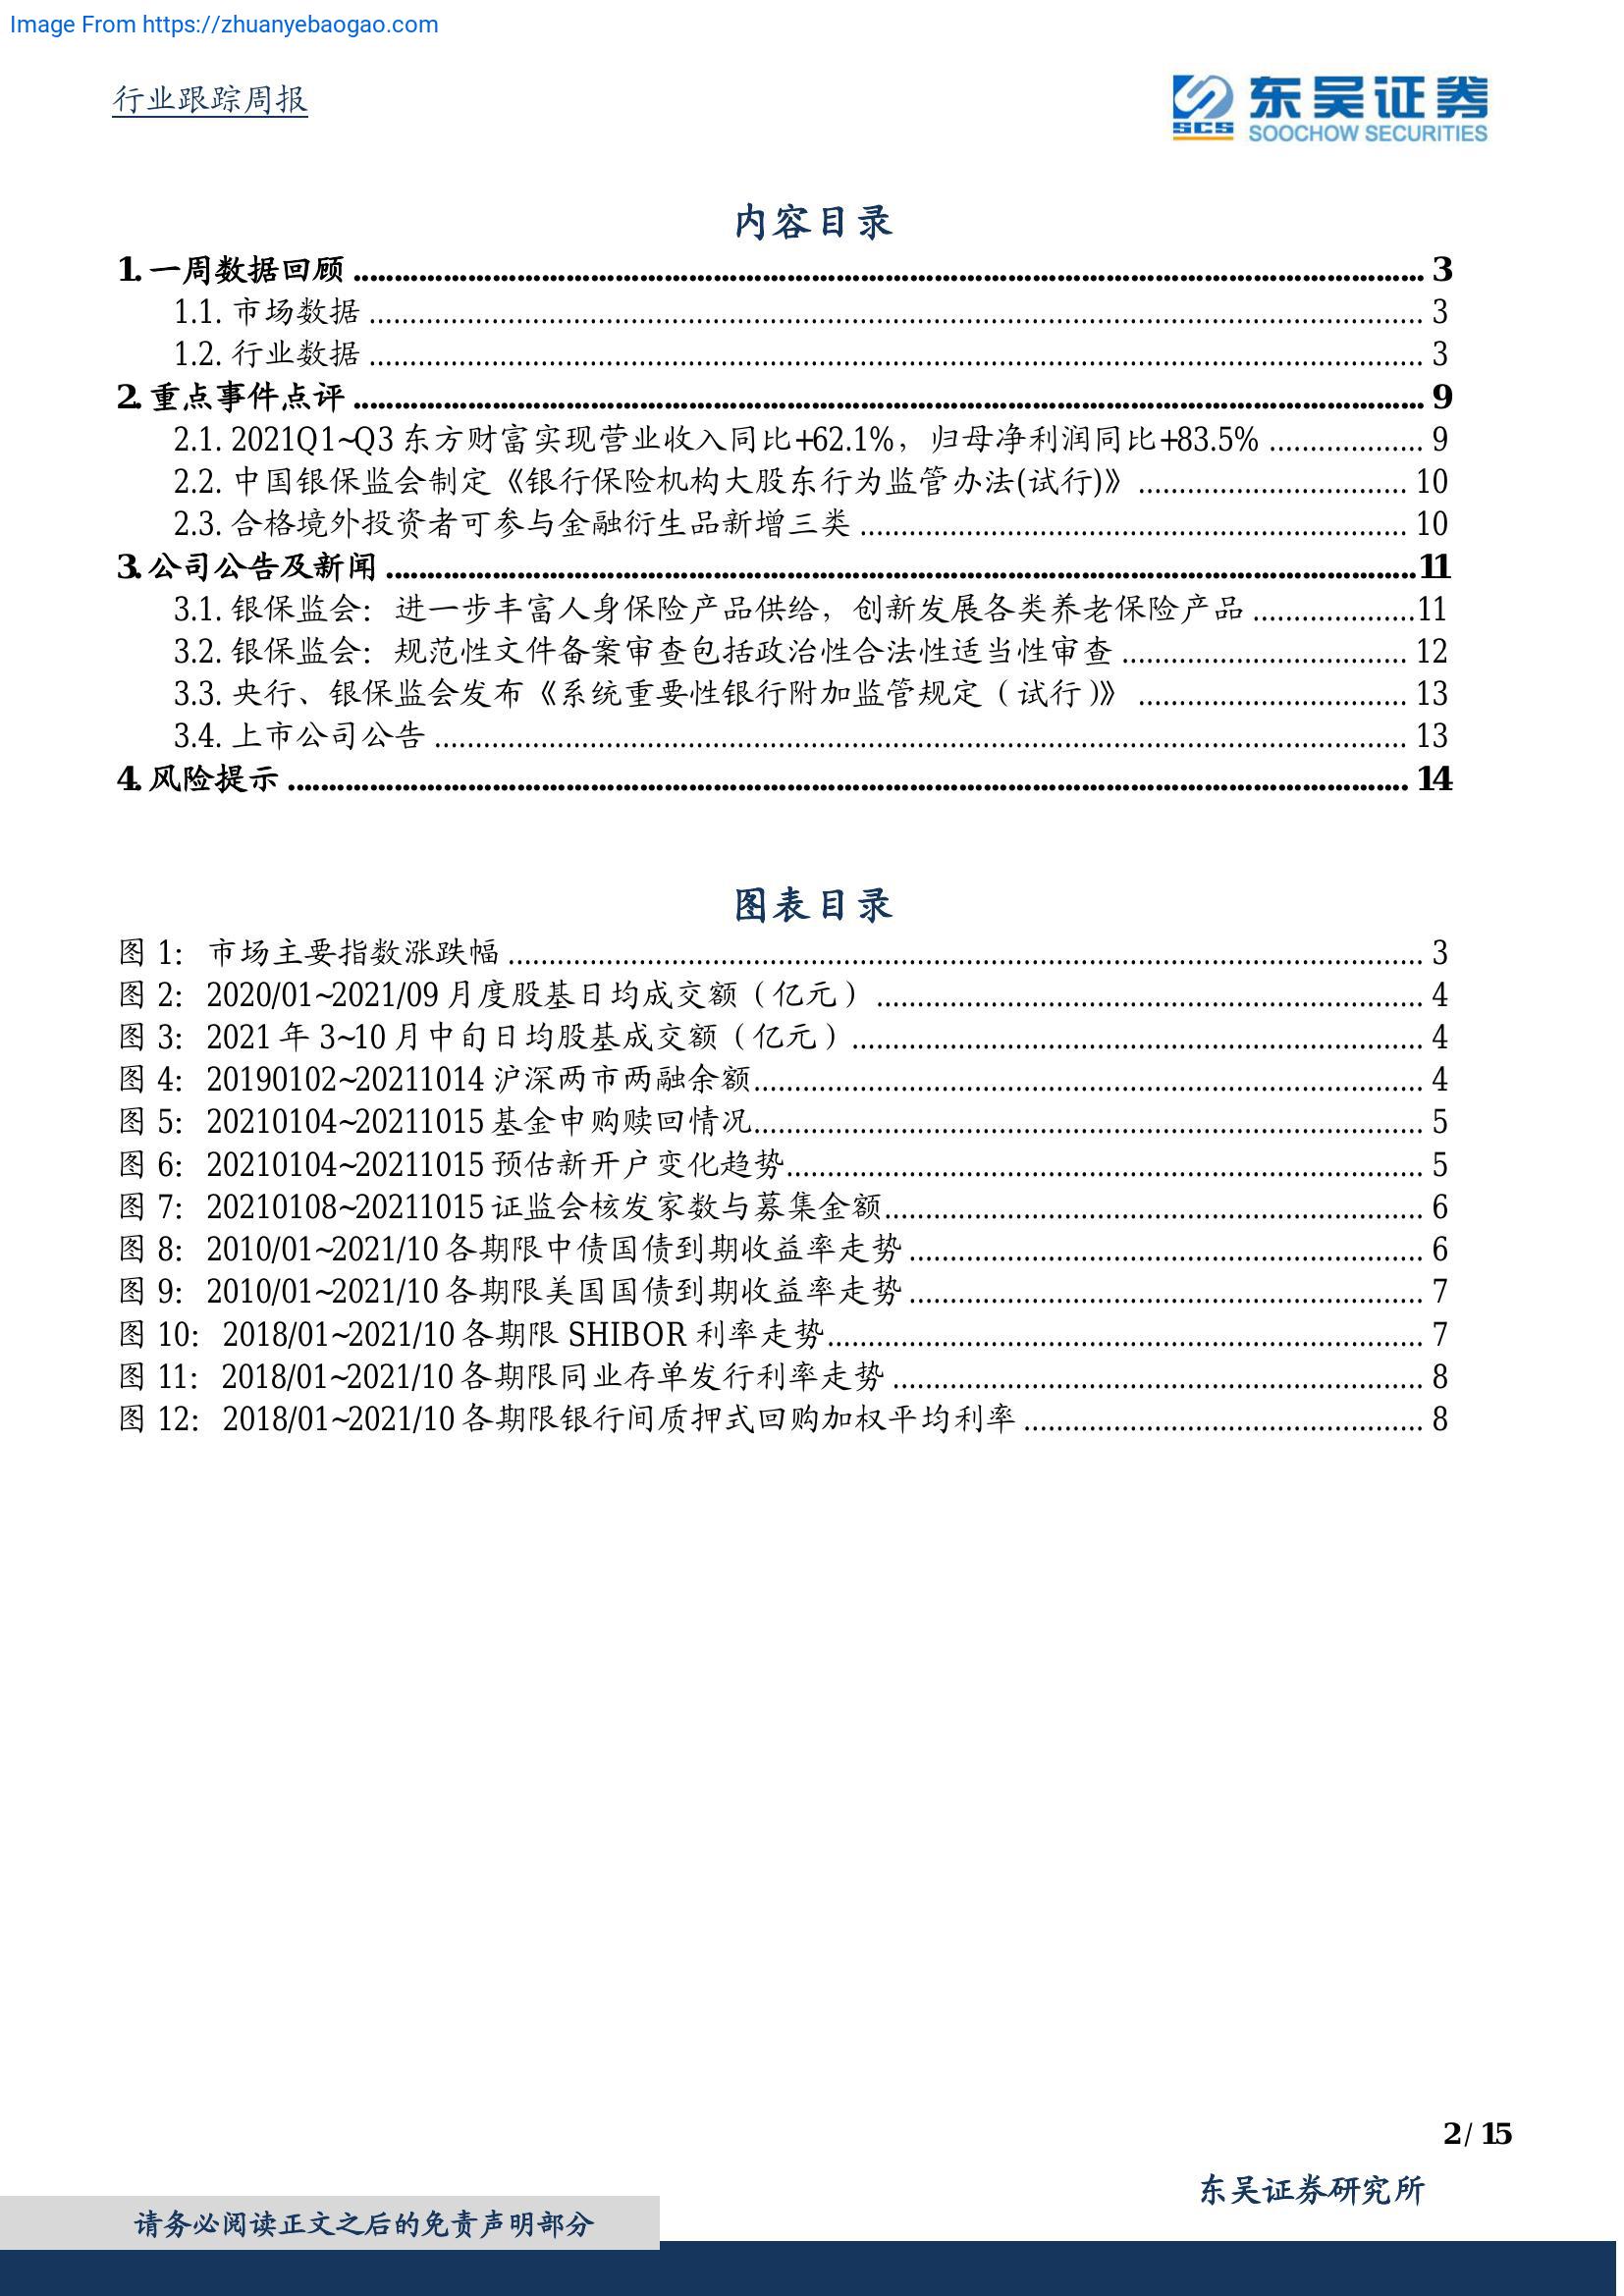 Image From https://zhuanyebaogao.com
行业跟踪周报
SCS 东吴证券
SOOCHOW SECURITIES
内容目录
1. 一周数据回顾 ........ 3
1.1. 市场数据 ........ 3
1.2. 行业数据 ........ 3
2. 重点事件点评 ........ 9
2.1. 2021Q1~Q3 东方财富实现营业收入同比+62.1%，归母净利润同比+83.5% ........ 9
2.2. 中国银保监会制定《银行保险机构大股东行为监管办法(试行)》 ........ 10
2.3. 合格境外投资者可参与金融衍生品新增三类 ........ 10
3. 公司公告及新闻 ........ 11
3.1. 银保监会：进一步丰富人身保险产品供给，创新发展各类养老保险产品 ........ 11
3.2. 银保监会：规范性文件备案审查包括政治性合法性适当性审查 ........ 12
3.3. 央行、银保监会发布《系统重要性银行附加监管规定（试行）》 ........ 13
3.4. 上市公司公告 ........ 13
4. 风险提示 ........ 14
图表目录
图 1: 市场主要指数涨跌幅 ........ 3
图 2: 2020/01~2021/09 月度股基日均成交额（亿元） ........ 4
图 3: 2021 年 3~10 月中旬日均股基成交额（亿元） ........ 4
图 4: 20190102~20211014 沪深两市两融余额 ........ 4
图 5: 20210104~20211015 基金申购赎回情况 ........ 5
图 6: 20210104~20211015 预估新开户变化趋势 ........ 5
图 7: 20210108~20211015 证监会核发家数与募集金额 ........ 6
图 8: 2010/01~2021/10 各期限中债国债到期收益率走势 ........ 6
图 9: 2010/01~2021/10 各期限美国国债到期收益率走势 ........ 7
图 10: 2018/01~2021/10 各期限 SHIBOR 利率走势 ........ 7
图 11: 2018/01~2021/10 各期限同业存单发行利率走势 ........ 8
图 12: 2018/01~2021/10 各期限银行间质押式回购加权平均利率 ........ 8
2 / 15
东吴证券研究所
请务必阅读正文之后的免责声明部分